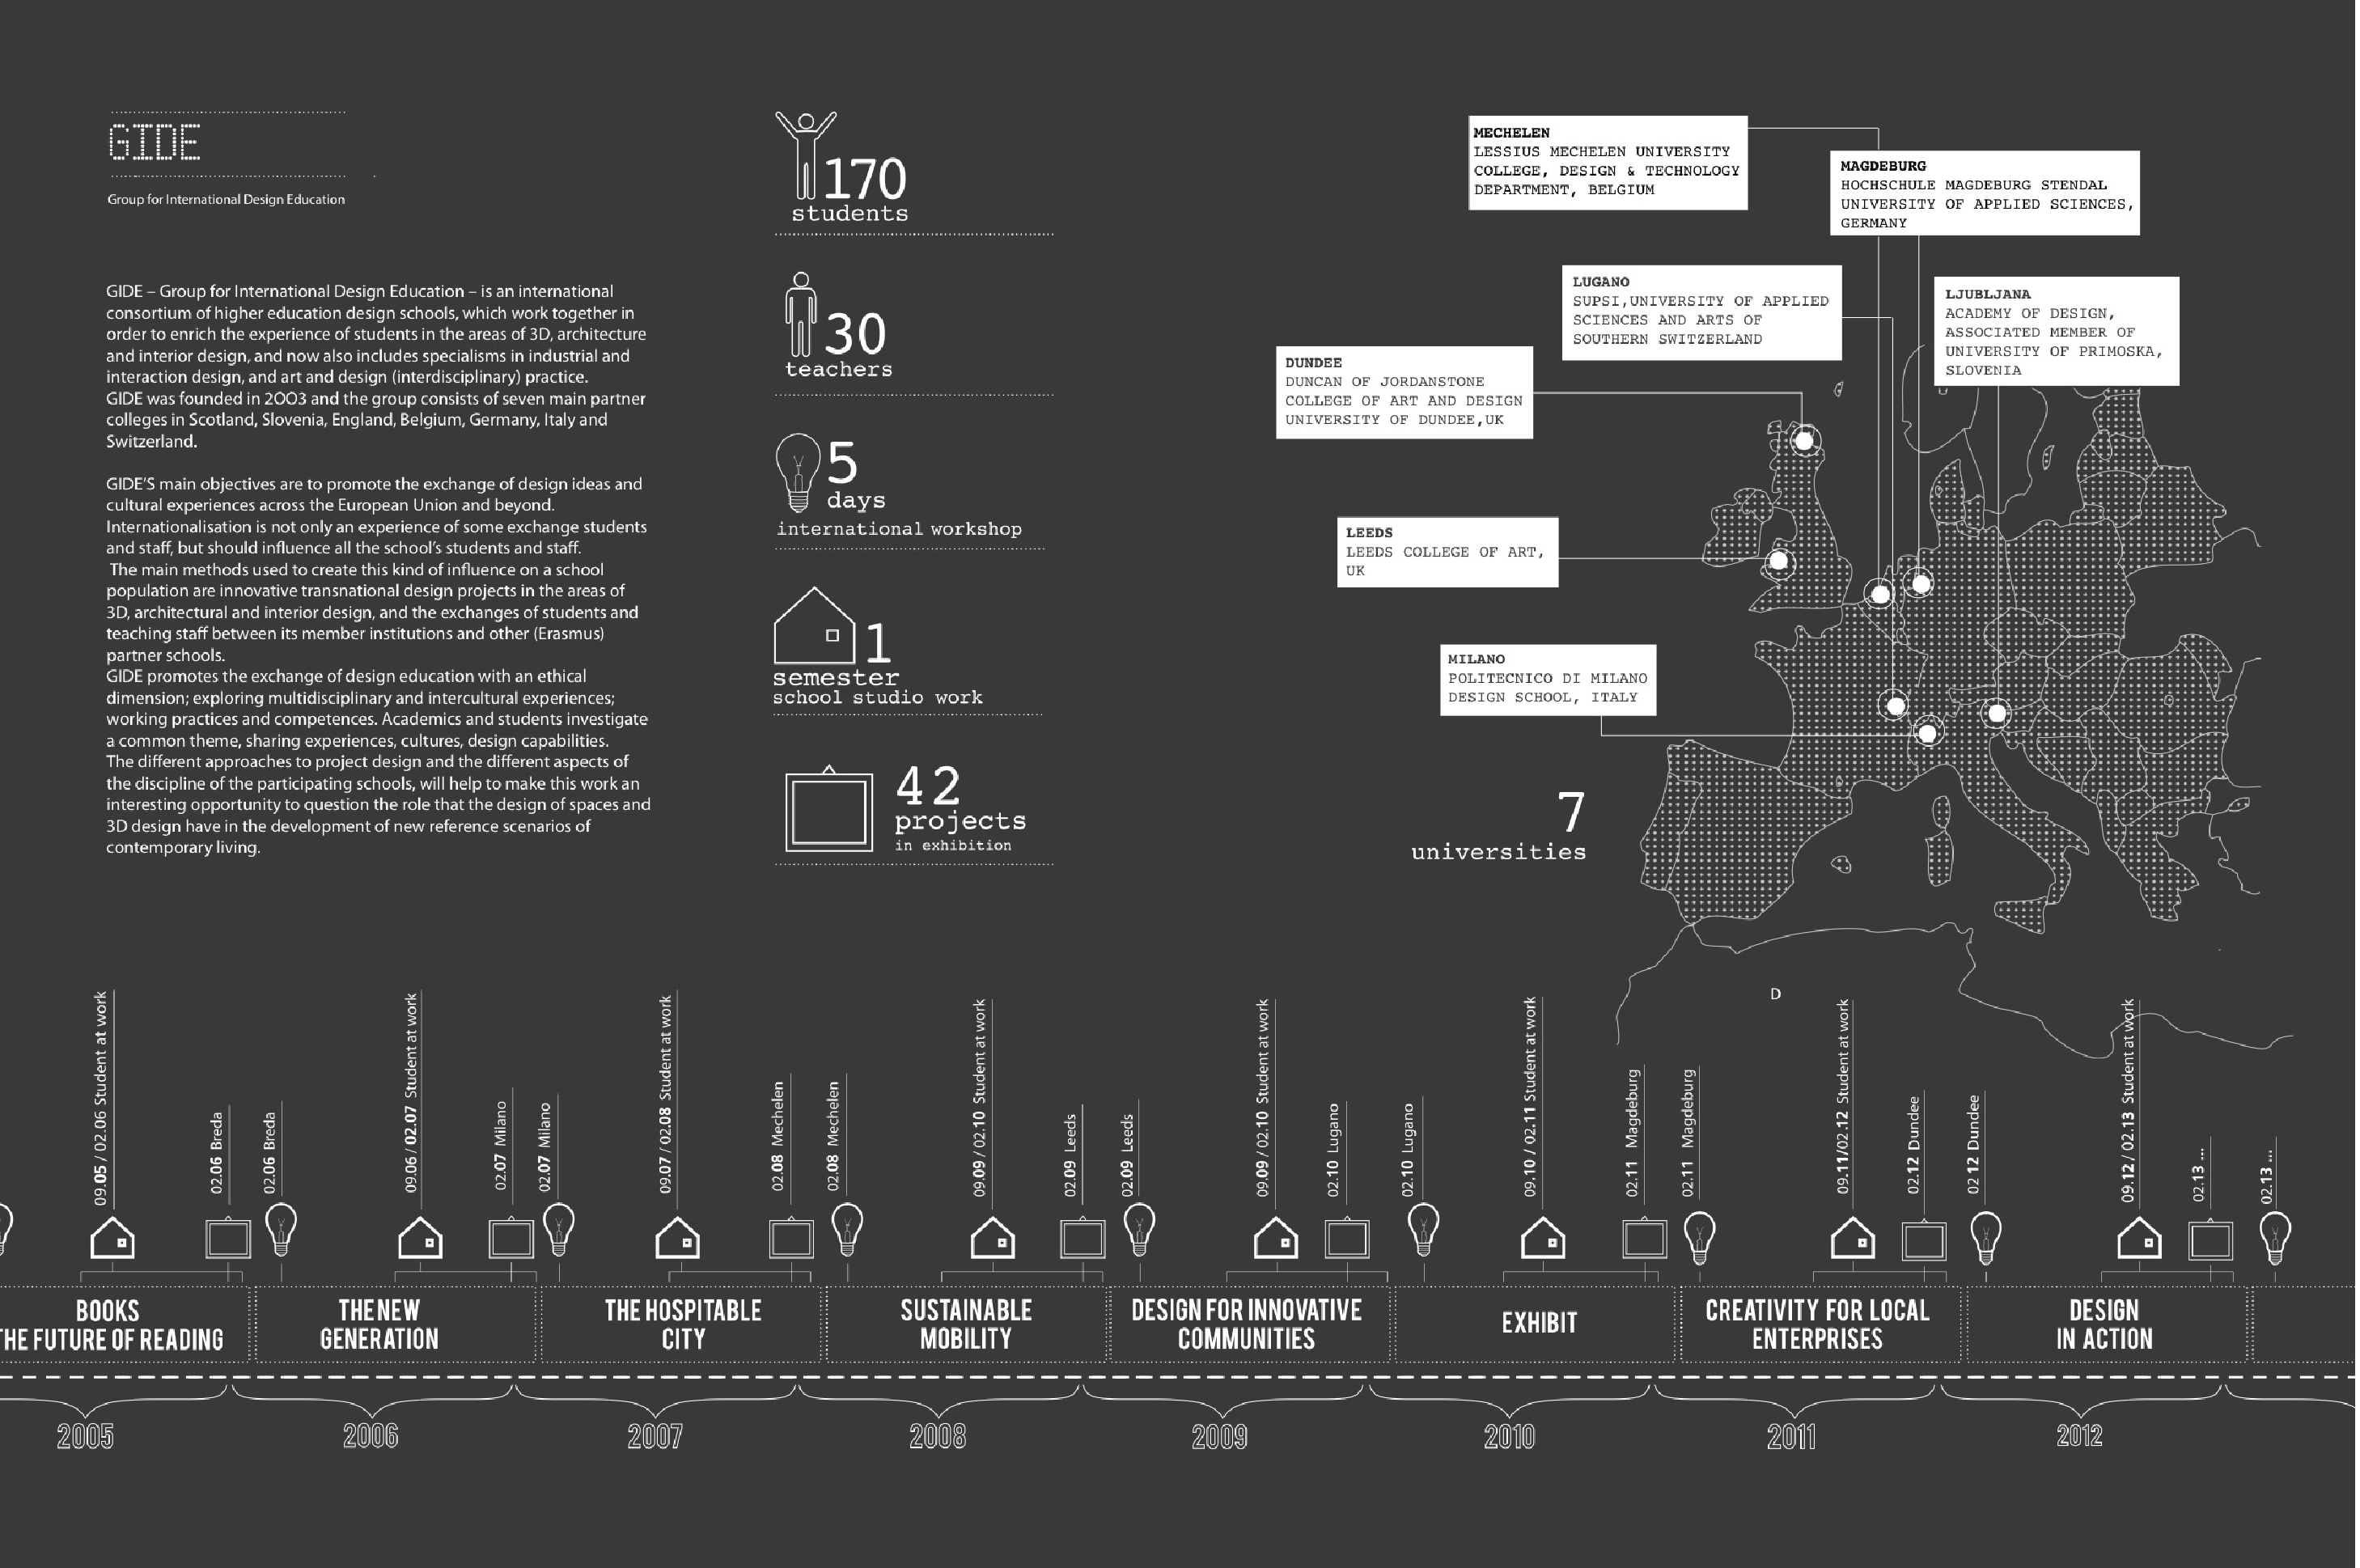 GIDE
Group for International Design Education
GIDE – Group for International Design Education – is an international
consortium of higher education design schools, which work together in
order to enrich the experience of students in the areas of 3D, architecture
and interior design, and now also includes specialisms in industrial and
interaction design, and art and design (interdisciplinary) practice.
GIDE was founded in 2OO3 and the group consists of seven main partner
colleges in Scotland, Slovenia, England, Belgium, Germany, Italy and
Switzerland.
GIDE'S main objectives are to promote the exchange of design ideas and
cultural experiences across the European Union and beyond.
Internationalisation is not only an experience of some exchange students
and staff, but should influence all the school's students and staff.
The main methods used to create this kind of influence on a school
population are innovative transnational design projects in the areas of
3D, architectural and interior design, and the exchanges of students and
teaching staff between its member institutions and other (Erasmus)
partner schools.
GIDE promotes the exchange of design education with an ethical
dimension; exploring multidisciplinary and intercultural experiences;
working practices and competences. Academics and students investigate
a common theme, sharing experiences, cultures, design capabilities.
The different approaches to project design and the different aspects of
the discipline of the participating schools, will help to make this work an
interesting opportunity to question the role that the design of spaces and
3D design have in the development of new reference scenarios of
contemporary living.
170
students
30
teachers
5
days
international workshop
1
semester
school studio work
42
projects
in exhibition
MECHELEN
LESSIUS MECHELEN UNIVERSITY
COLLEGE, DESIGN & TECHNOLOGY
DEPARTMENT, BELGIUM
MAGDEBURG
HOCHSCHULE MAGDEBURG STENDAL
UNIVERSITY OF APPLIED SCIENCES,
GERMANY
LUGANO
SUPSI,UNIVERSITY OF APPLIED
SCIENCES AND ARTS OF
SOUTHERN SWITZERLAND
LJUBLJANA
ACADEMY OF DESIGN,
ASSOCIATED MEMBER OF
UNIVERSITY OF PRIMOSKA,
SLOVENIA
DUNDEE
DUNCAN OF JORDANSTONE
COLLEGE OF ART AND DESIGN
UNIVERSITY OF DUNDEE,UK
LEEDS
LEEDS COLLEGE OF ART,
UK
MILANO
POLITECNICO DI MILANO
DESIGN SCHOOL, ITALY
7
universities
D
09.05 / 02.06 Student at work
02.06 Breda
02.06 Breda
09.06 / 02.07 Student at work
02.07 Milano
02.07 Milano
09.07 / 02.08 Student at work
02.08 Mechelen
02.08 Mechelen
09.09 / 02.10 Student at work
02.09 Leeds
02.09 Leeds
09.09 / 02.10 Student at work
02.10 Lugano
02.10 Lugano
09.10 / 02.11 Student at work
02.11 Magdeburg
02.11 Magdeburg
09.11/02.12 Student at work
02.12 Dundee
02 12 Dundee
09.12 / 02.13 Student at work
02.13 ...
02.13 ...
BOOKS
HE FUTURE OF READING
THE NEW
GENERATION
THE HOSPITABLE
CITY
SUSTAINABLE
MOBILITY
DESIGN FOR INNOVATIVE
COMMUNITIES
EXHIBIT
CREATIVITY FOR LOCAL
ENTERPRISES
DESIGN
IN ACTION
2005
2006
2007
2008
2009
2010
2011
2012